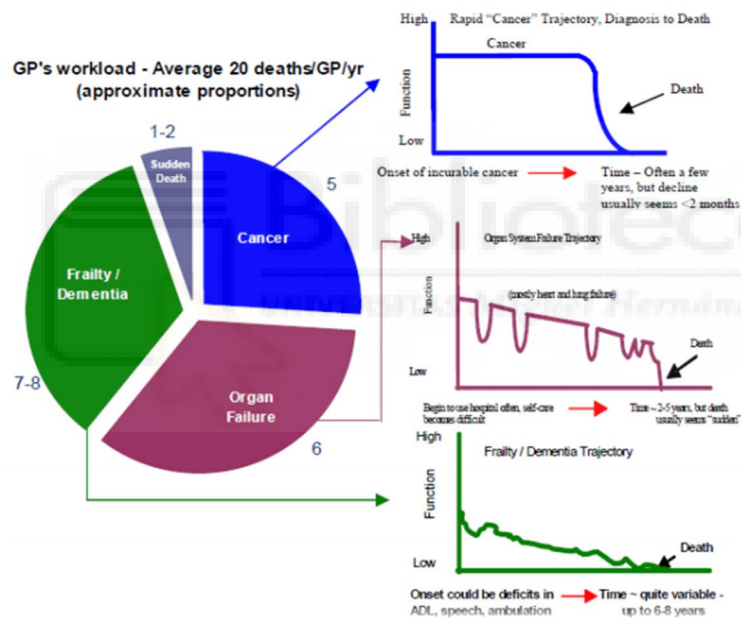 GP's workload - Average 20 deaths/GP/yr
(approximate proportions)
1-2
Sudden
Death
5
Cancer
Frailty /
Dementia
7-8
Organ
Failure
6
High
Rapid “Cancer” Trajectory, Diagnosis to Death
Cancer
Function
Death
Low
Onset of incurable cancer
Time – Often a few
years, but decline
usually seems <2 months
High
Organ System Failure Trajectory
(mostly heart and lung failure)
Function
Death
Low
Begin to use hospital often, self-care
becomes difficult
Time ~ 2-5 years, but death
usually seems “sudden”
High
Frailty / Dementia Trajectory
Function
Death
Low
Onset could be deficits in
ADL, speech, ambulation
Time ~ quite variable -
up to 6-8 years
Bibliotec
UNIVERSITAS Miguel Hernán